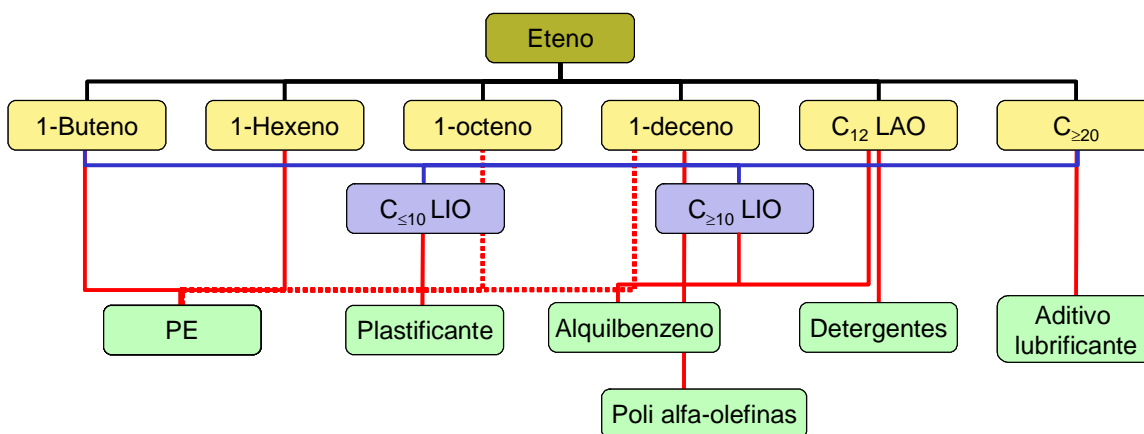 Eteno
1-Buteno
1-Hexeno
1-octeno
1-deceno
C₁₂ LAO
C≥₂₀
C≤₁₀ LIO
C≥₁₀ LIO
PE
Plastificante
Alquilbenzeno
Detergentes
Aditivo
lubrificante
Poli alfa-olefinas